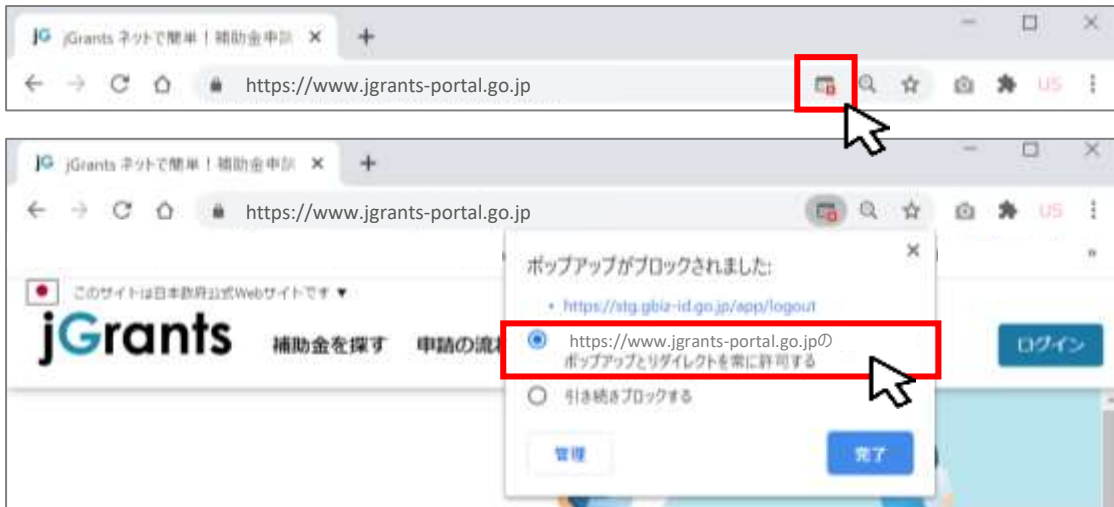 jG jGrants ネットで簡単！補助金申請
https://www.jgrants-portal.go.jp
US
jG jGrants ネットで簡単！補助金申請
https://www.jgrants-portal.go.jp
US
このサイトは日本政府公式Webサイトです ▼
jGrants
補助金を探す 申請の流れ
ログイン
ポップアップがブロックされました:
• https://stg.gbiz-id.go.jp/app/logout
https://www.jgrants-portal.go.jpの
ポップアップとリダイレクトを常に許可する
引き続きブロックする
管理 完了